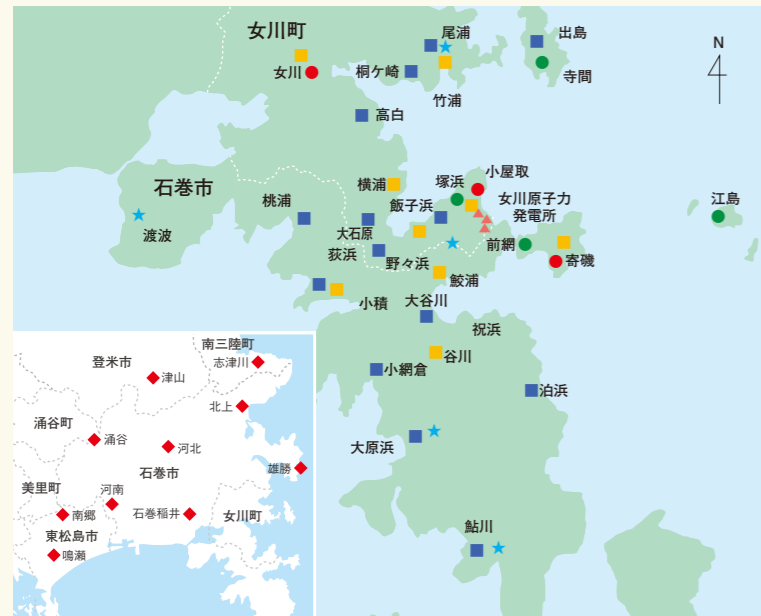 女川町
尾浦
出島
N
女川
桐ケ崎
竹浦
寺間
高白
石巻市
桃浦
横浦
塚浜
小屋取
飯子浜
女川原子力
発電所
江島
渡波
大石原
前網
荻浜
野々浜
鮫浦
寄磯
小積
大谷川
祝浜
谷川
小網倉
泊浜
大原浜
鮎川
南三陸町
志津川
登米市
津山
北上
涌谷町
涌谷
河北
石巻市
雄勝
美里町
河南
南郷
石巻稲井
女川町
東松島市
鳴瀬